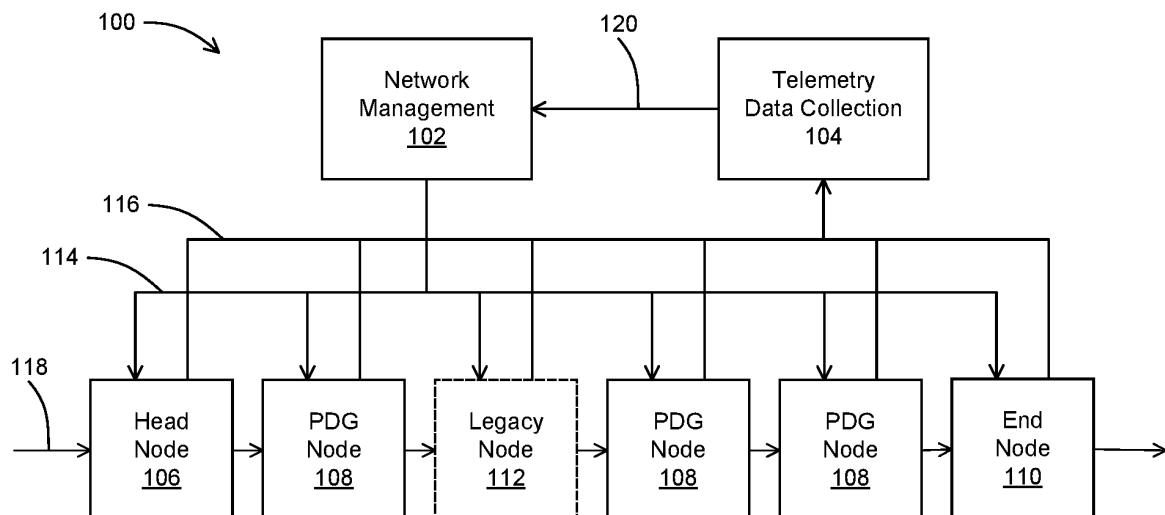 100
120
Network
Management
102
Telemetry
Data Collection
104
116
114
118
Head
Node
106
PDG
Node
108
Legacy
Node
112
PDG
Node
108
PDG
Node
108
End
Node
110